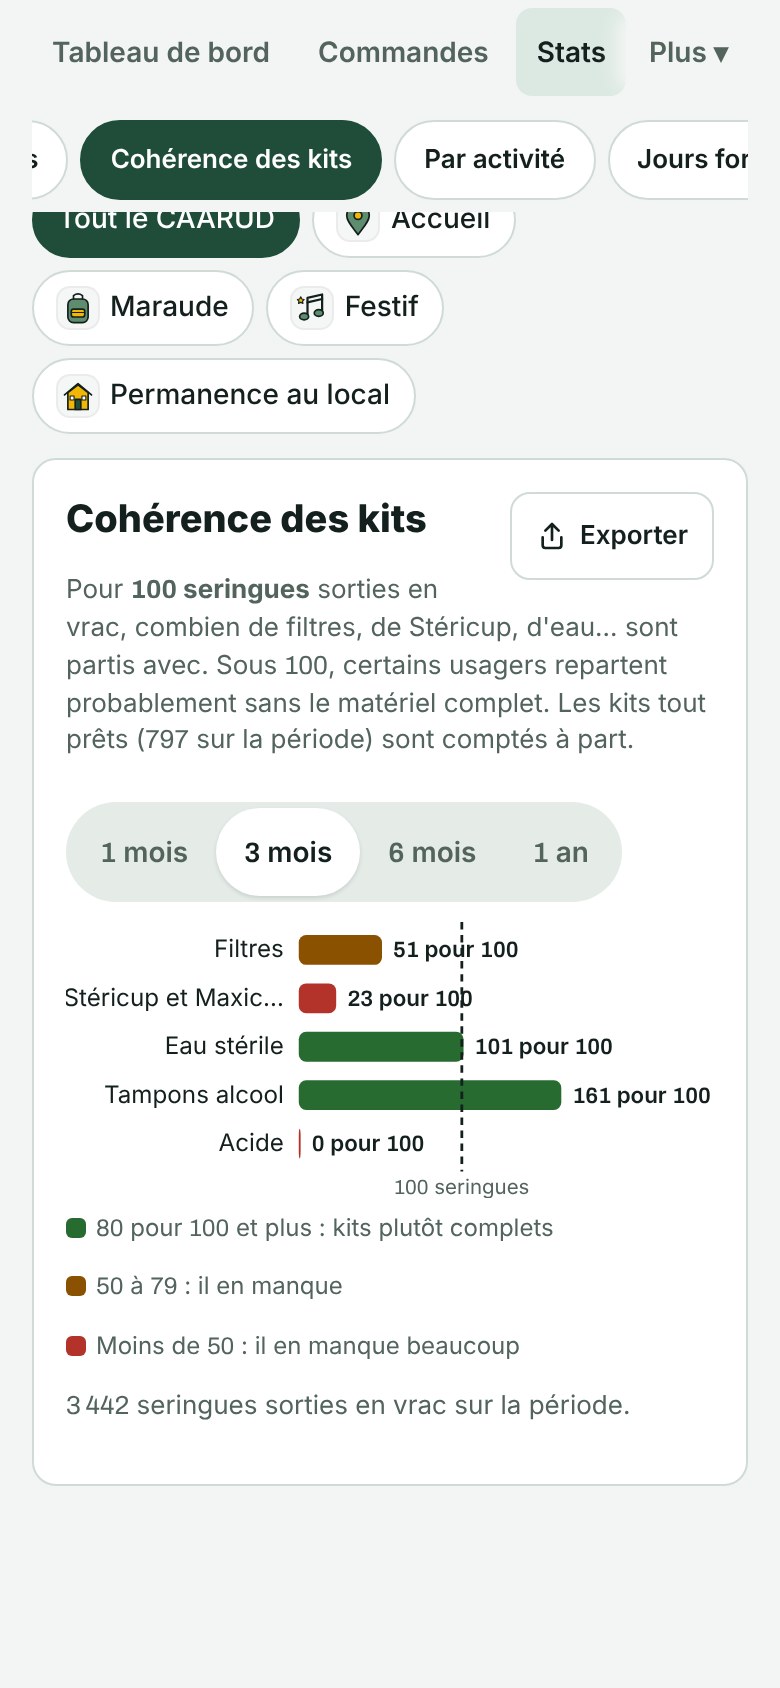 Tableau de bord Commandes Stats Plus ▾
s Cohérence des kits Par activité Jours for
Tout le CAARUD Accueil
Maraude Festif
Permanence au local
Cohérence des kits
Exporter
Pour 100 seringues sorties en
vrac, combien de filtres, de Stéricup, d'eau... sont
partis avec. Sous 100, certains usagers repartent
probablement sans le matériel complet. Les kits tout
prêts (797 sur la période) sont comptés à part.
1 mois 3 mois 6 mois 1 an
Filtres 51 pour 100
Stéricup et Maxic... 23 pour 100
Eau stérile 101 pour 100
Tampons alcool 161 pour 100
Acide 0 pour 100
100 seringues
80 pour 100 et plus : kits plutôt complets
50 à 79 : il en manque
Moins de 50 : il en manque beaucoup
3 442 seringues sorties en vrac sur la période.